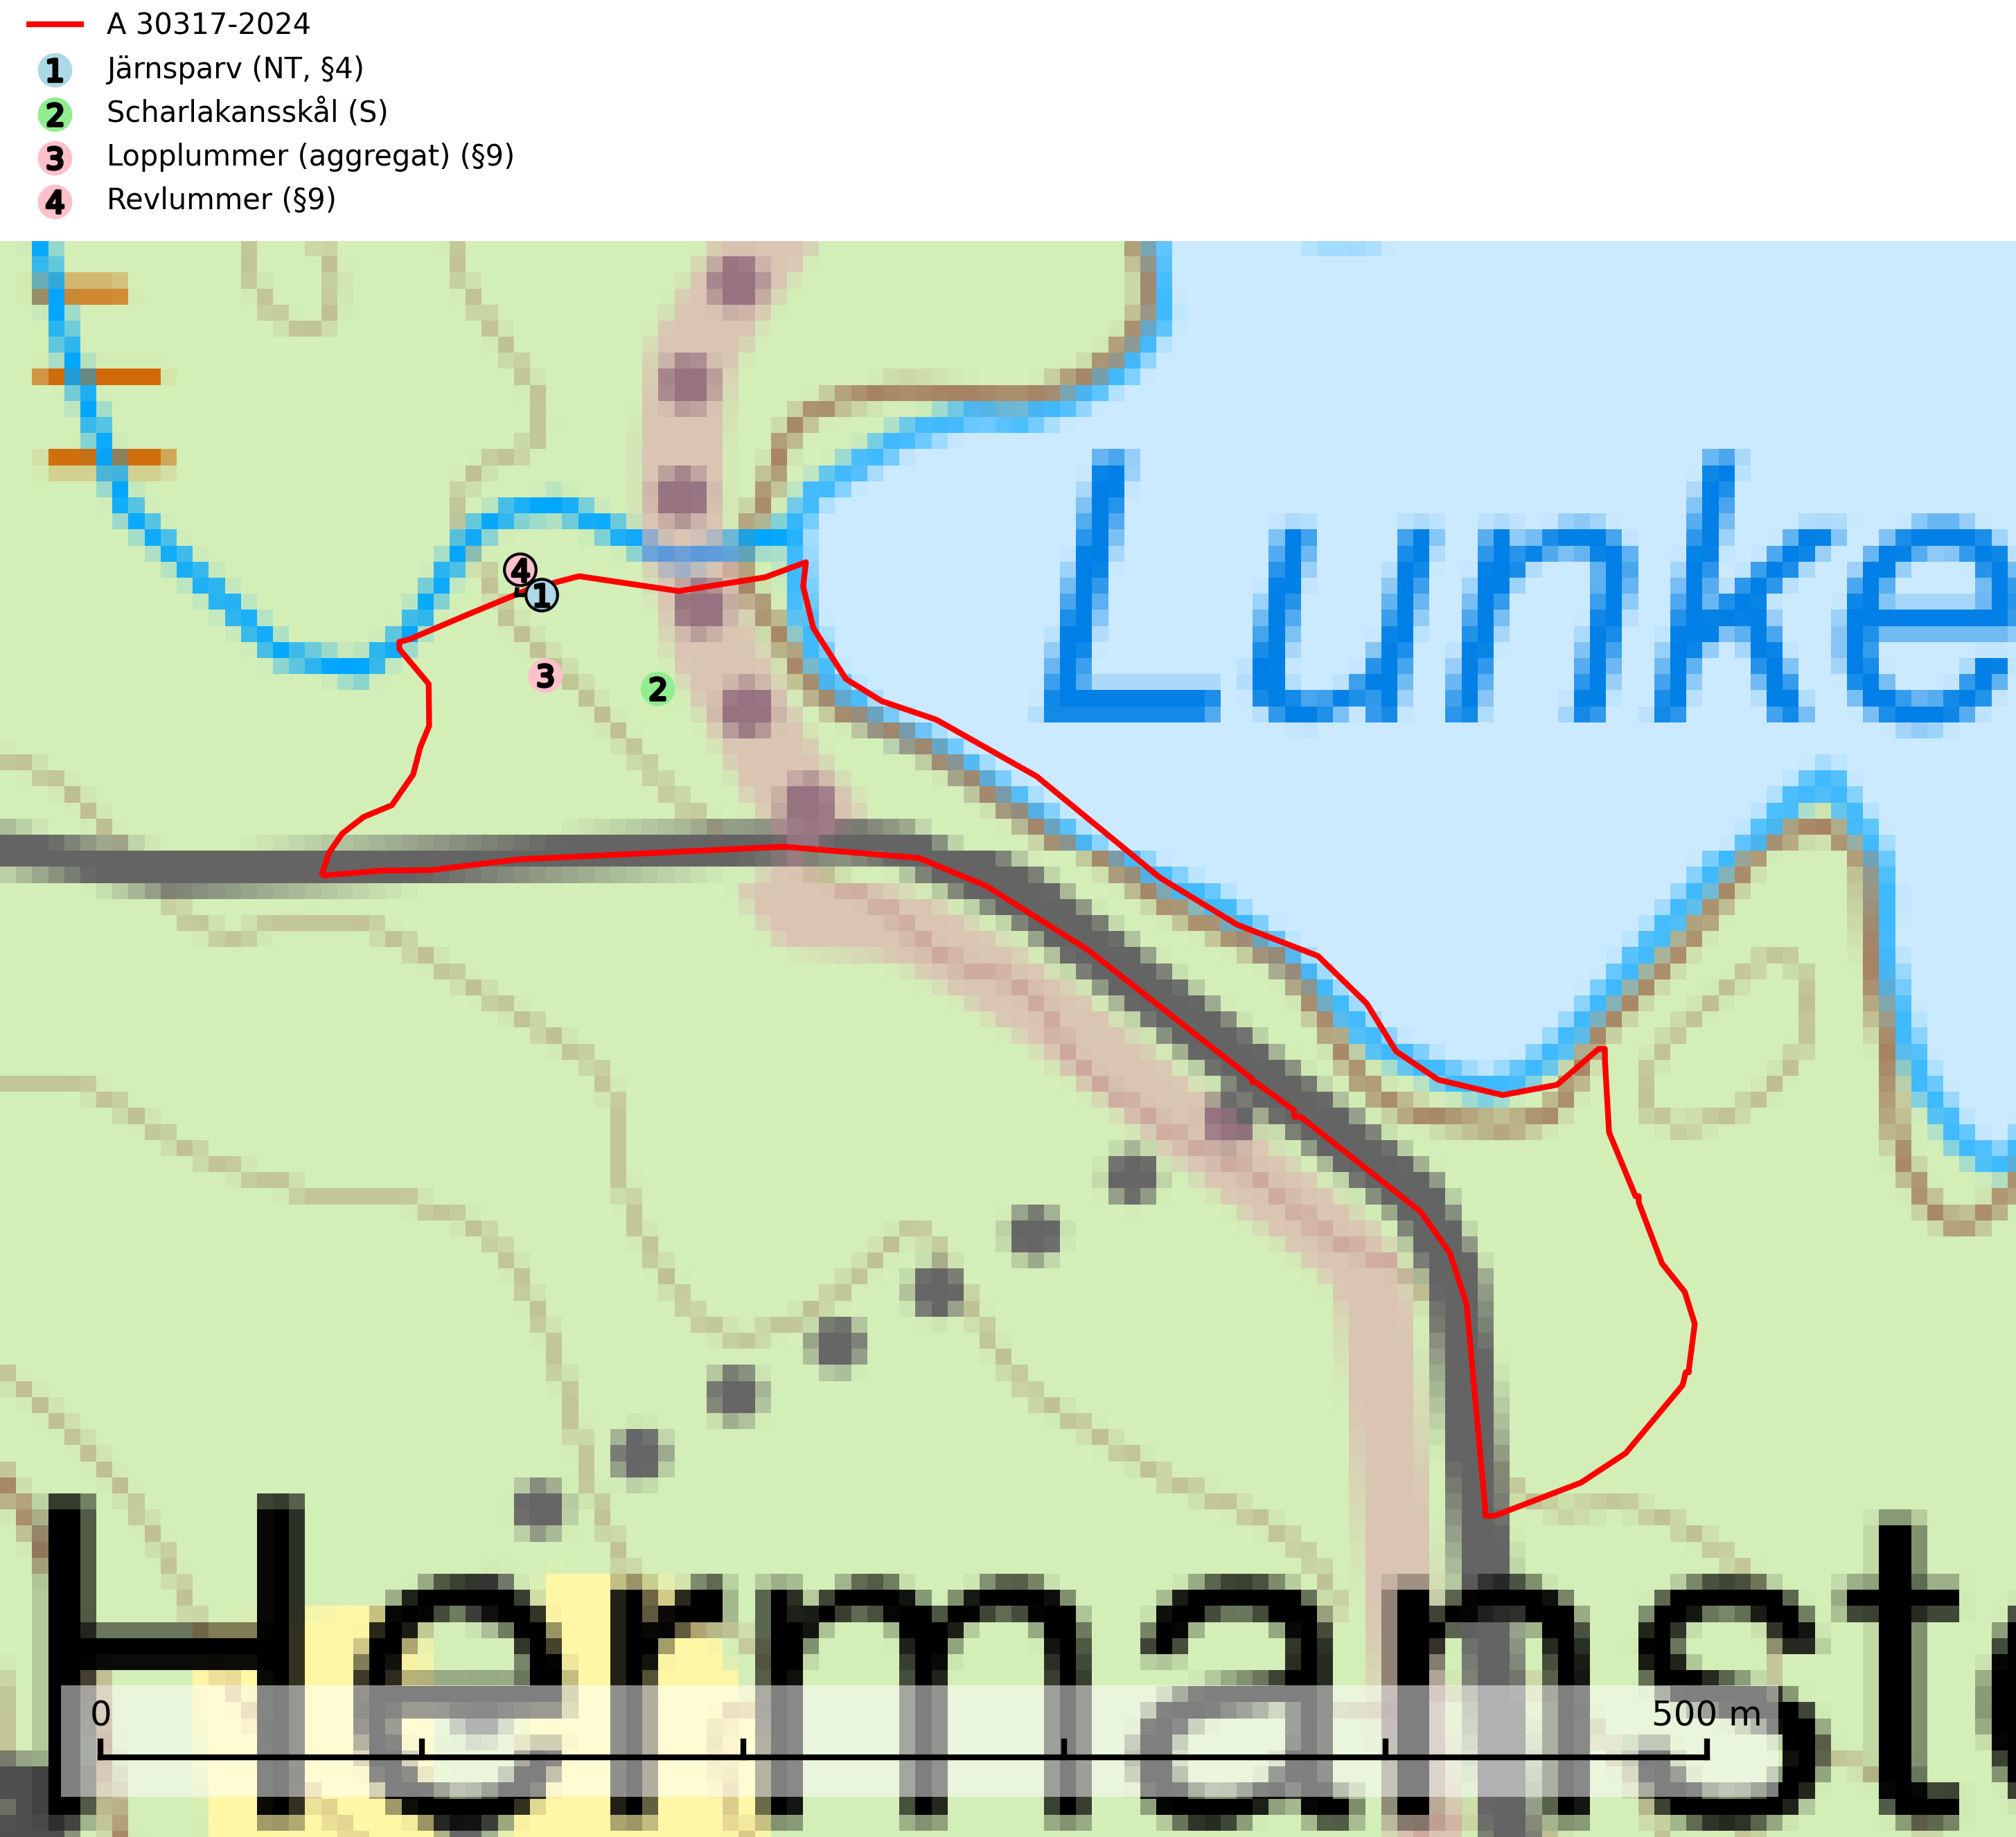 A 30317-2024
1 Järnsparv (NT, §4)
2 Scharlakansskål (S)
3 Lopplummer (aggregat) (§9)
4 Revlummer (§9)
Lunke
4
1
3
2
Hermanst
0 500 m